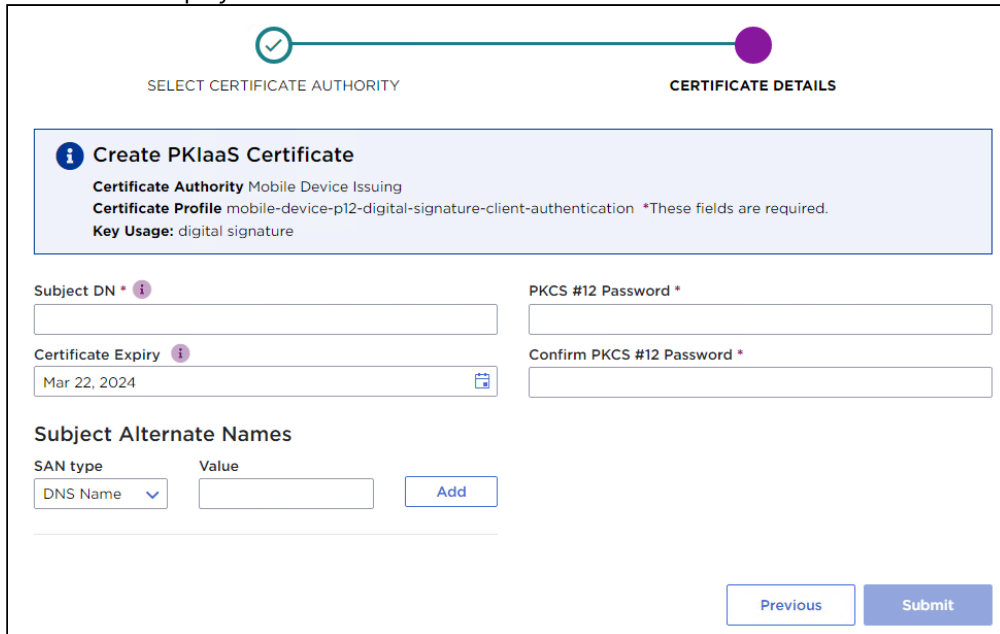 SELECT CERTIFICATE AUTHORITY
CERTIFICATE DETAILS
Create PKIaaS Certificate
Certificate Authority Mobile Device Issuing
Certificate Profile mobile-device-p12-digital-signature-client-authentication *These fields are required.
Key Usage: digital signature
Subject DN *
PKCS #12 Password *
Certificate Expiry
Confirm PKCS #12 Password *
Mar 22, 2024
Subject Alternate Names
SAN type Value
DNS Name Add
Previous Submit